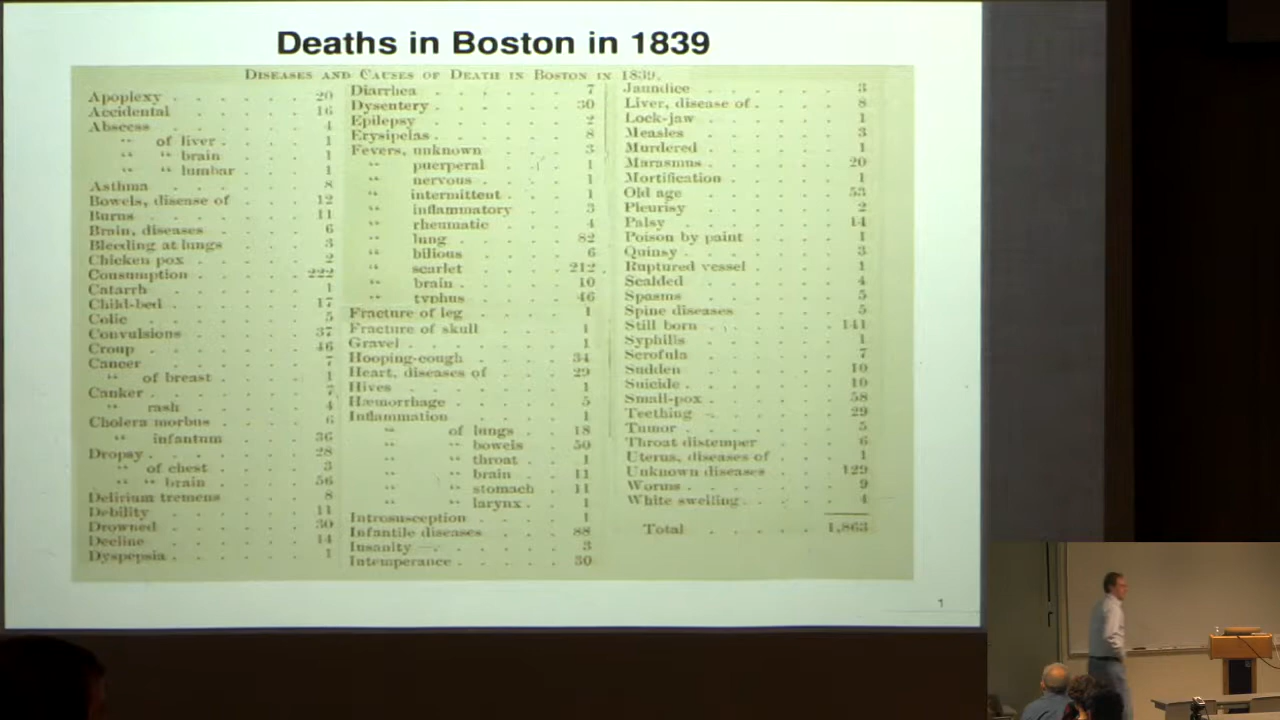 Deaths in Boston in 1839
Diseases and Causes of Death in Boston in 1839.
Apoplexy . . . . . . 20
Accidental . . . . . 16
Abscess . . . . . . 4
“ of liver . . . . 1
“ “ brain . . . . 1
“ “ lumbar . . . 1
Asthma . . . . . . 8
Bowels, disease of . . . 12
Burns . . . . . . 11
Brain, diseases . . . . 6
Bleeding at lungs . . . 3
Chicken pox . . . . . 2
Consumption . . . . . 222
Catarrh . . . . . . 1
Child-bed . . . . . 17
Colic . . . . . . 5
Convulsions . . . . . 37
Croup . . . . . . 46
Cancer . . . . . . 7
“ of breast . . . . 1
Canker . . . . . . 7
“ rash . . . . . 4
Cholera morbus . . . . 6
“ infantum . . . . 36
Dropsy . . . . . . 28
“ of chest . . . . 3
“ “ brain . . . . 56
Delirium tremens . . . 8
Debility . . . . . . 11
Drowned . . . . . . 30
Decline . . . . . . 14
Dyspepsia . . . . . 1
Diarrhea . . . . . . 7
Dysentery . . . . . 30
Epilepsy . . . . . . 2
Erysipelas . . . . . 8
Fevers, unknown . . . 3
“ puerperal . . . 1
“ nervous . . . . 1
“ intermittent . . . 1
“ inflammatory . . 3
“ rheumatic . . . 4
“ lung . . . . . 82
“ bilious . . . . 6
“ scarlet . . . . 212
“ brain . . . . . 10
“ typhus . . . . 46
Fracture of leg . . . . 1
Fracture of skull . . . 1
Gravel . . . . . . 1
Hooping-cough . . . . 34
Heart, diseases of . . . 29
Hives . . . . . . 1
Hæmorrhage . . . . . 5
Inflammation . . . . 1
“ of lungs . . 18
“ “ bowels . . 50
“ “ throat . . 1
“ “ brain . . 11
“ “ stomach . 11
“ “ larynx . . 1
Introsusception . . . . 1
Infantile diseases . . . 88
Insanity . . . . . 3
Intemperance . . . . . 30
Jaundice . . . . . . 3
Liver, disease of . . . . 8
Lock-jaw . . . . . . 1
Measles . . . . . . 3
Murdered . . . . . . 1
Marasmus . . . . . . 20
Mortification . . . . . 1
Old age . . . . . . 53
Pleurisy . . . . . . 2
Palsy . . . . . . 14
Poison by paint . . . . 1
Quinsy . . . . . . 3
Ruptured vessel . . . . 1
Scalded . . . . . . 4
Spasms . . . . . . 5
Spine diseases . . . . . 5
Still born . . . . . . 141
Syphilis . . . . . . 1
Scrofula . . . . . . 7
Sudden . . . . . . 10
Suicide . . . . . . 10
Small-pox . . . . . . 58
Teething . . . . . . 29
Tumor . . . . . . 5
Throat distemper . . . . 6
Uterus, diseases of . . . 1
Unknown diseases . . . . 129
Worms . . . . . . 9
White swelling . . . . . 4
Total . . . . . 1,863
1